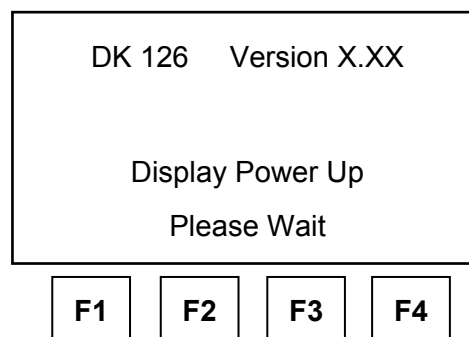 DK 126 Version X.XX
Display Power Up
Please Wait
F1 F2 F3 F4